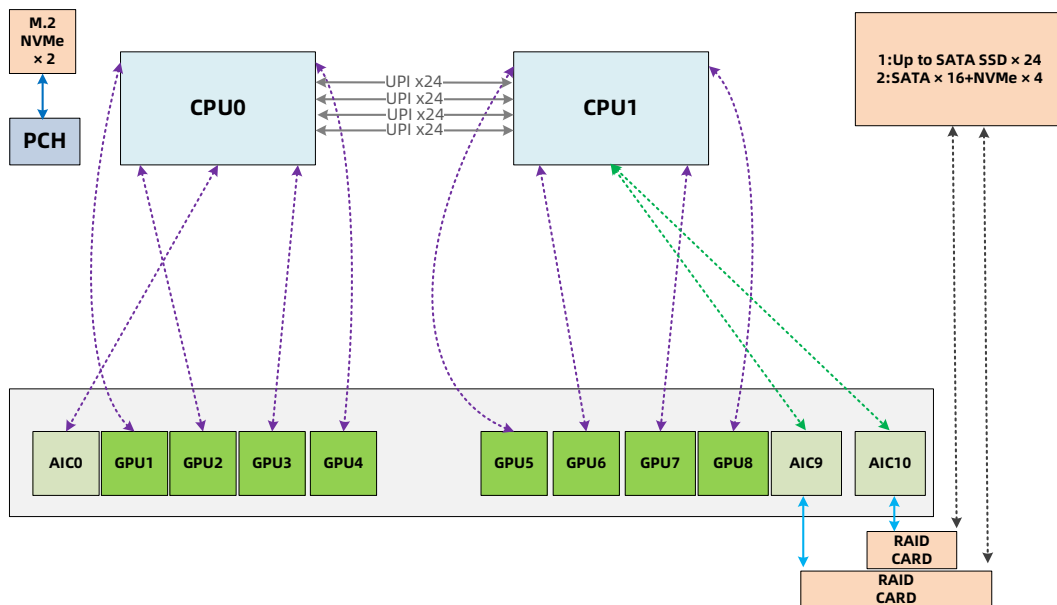 M.2
NVMe
× 2
PCH
CPU0
UPI x24
UPI x24
UPI x24
UPI x24
CPU1
1:Up to SATA SSD × 24
2:SATA × 16+NVMe × 4
AIC0
GPU1
GPU2
GPU3
GPU4
GPU5
GPU6
GPU7
GPU8
AIC9
AIC10
RAID
CARD
RAID
CARD